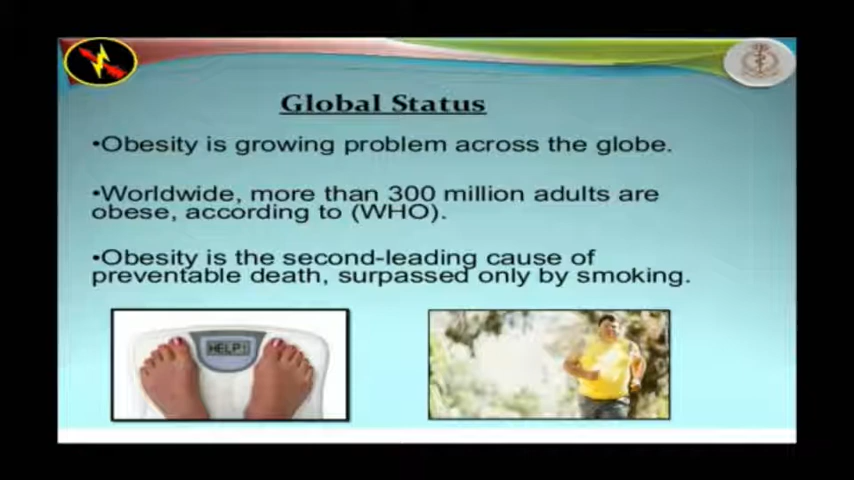 Global Status
•Obesity is growing problem across the globe.
•Worldwide, more than 300 million adults are
obese, according to (WHO).
•Obesity is the second-leading cause of
preventable death, surpassed only by smoking.
HELP!